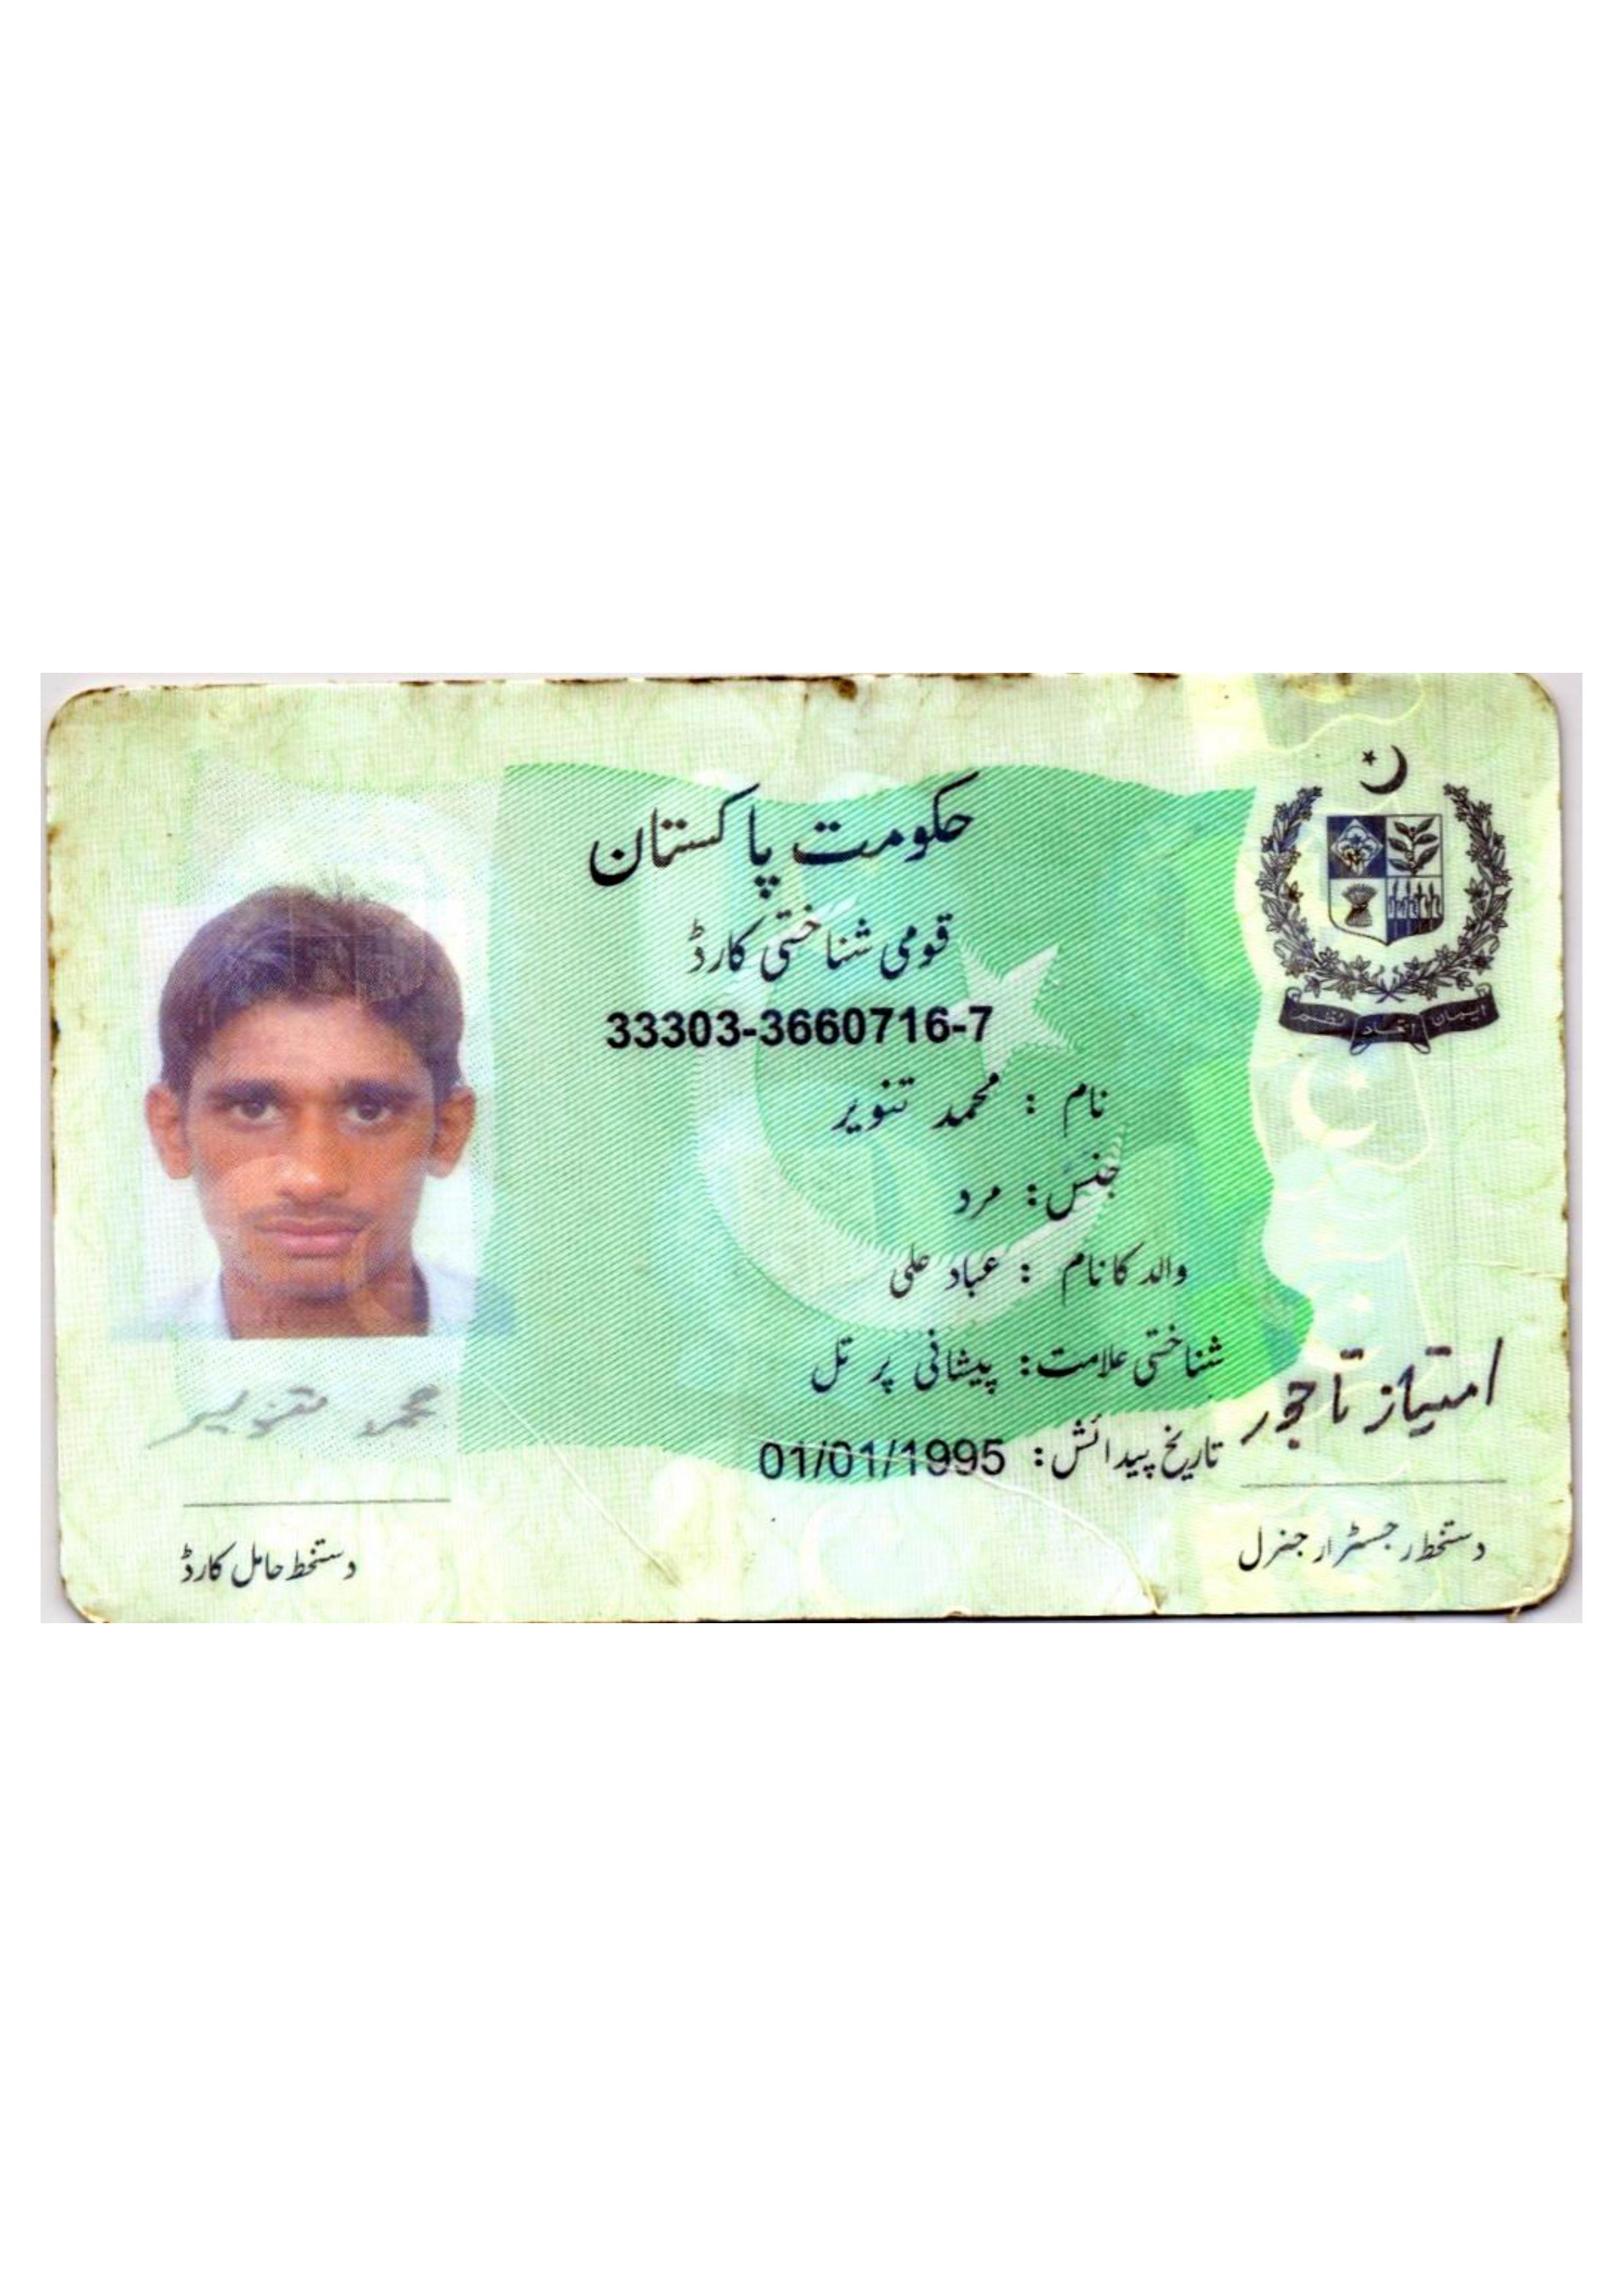 حکومت پاکستان
قومی شناختی کارڈ
33303-3660716-7
نام : محمد تنویر
جنس: مرد
والد کا نام : عباد علی
شناختی علامت: پیشانی پر تل
تاریخ پیدائش: 01/01/1995
امتیاز تاجور
محمد تنویر
دستخط رجسٹرار جنرل
دستخط حامل کارڈ
ایمان اتحاد نظم